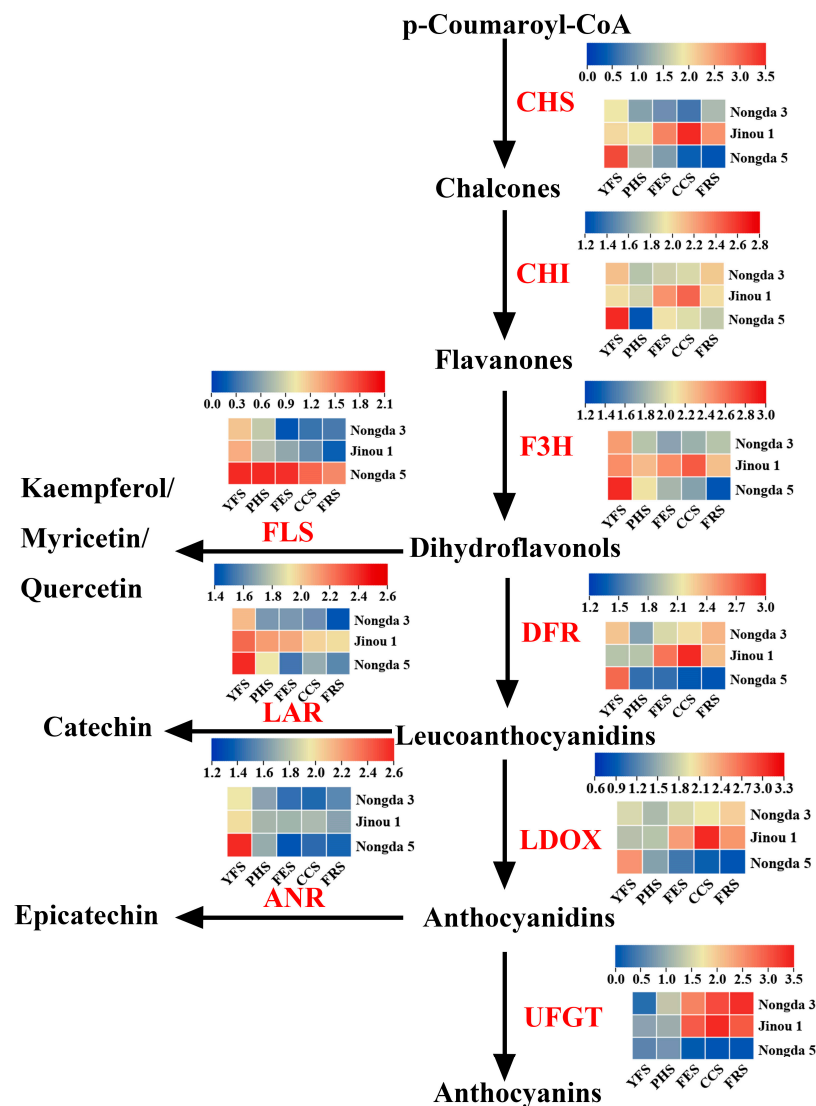 p-Coumaroyl-CoA
0.0 0.5 1.0 1.5 2.0 2.5 3.0 3.5
CHS
Nongda 3
Jinou 1
Nongda 5
YFS PHS FES CCS FRS
Chalcones
1.2 1.4 1.6 1.8 2.0 2.2 2.4 2.6 2.8
CHI
Nongda 3
Jinou 1
Nongda 5
YFS PHS FES CCS FRS
Flavanones
1.2 1.4 1.6 1.8 2.0 2.2 2.4 2.6 2.8 3.0
F3H
Nongda 3
Jinou 1
Nongda 5
YFS PHS FES CCS FRS
0.0 0.3 0.6 0.9 1.2 1.5 1.8 2.1
Nongda 3
Jinou 1
Nongda 5
YFS PHS FES CCS FRS
FLS
Kaempferol/
Myricetin/
Quercetin
Dihydroflavonols
1.2 1.5 1.8 2.1 2.4 2.7 3.0
DFR
Nongda 3
Jinou 1
Nongda 5
YFS PHS FES CCS FRS
1.4 1.6 1.8 2.0 2.2 2.4 2.6
Nongda 3
Jinou 1
Nongda 5
YFS PHS FES CCS FRS
LAR
Catechin
Leucoanthocyanidins
0.6 0.9 1.2 1.5 1.8 2.1 2.4 2.7 3.0 3.3
LDOX
Nongda 3
Jinou 1
Nongda 5
YFS PHS FES CCS FRS
1.2 1.4 1.6 1.8 2.0 2.2 2.4 2.6
Nongda 3
Jinou 1
Nongda 5
YFS PHS FES CCS FRS
ANR
Epicatechin
Anthocyanidins
0.0 0.5 1.0 1.5 2.0 2.5 3.0 3.5
UFGT
Nongda 3
Jinou 1
Nongda 5
YFS PHS FES CCS FRS
Anthocyanins